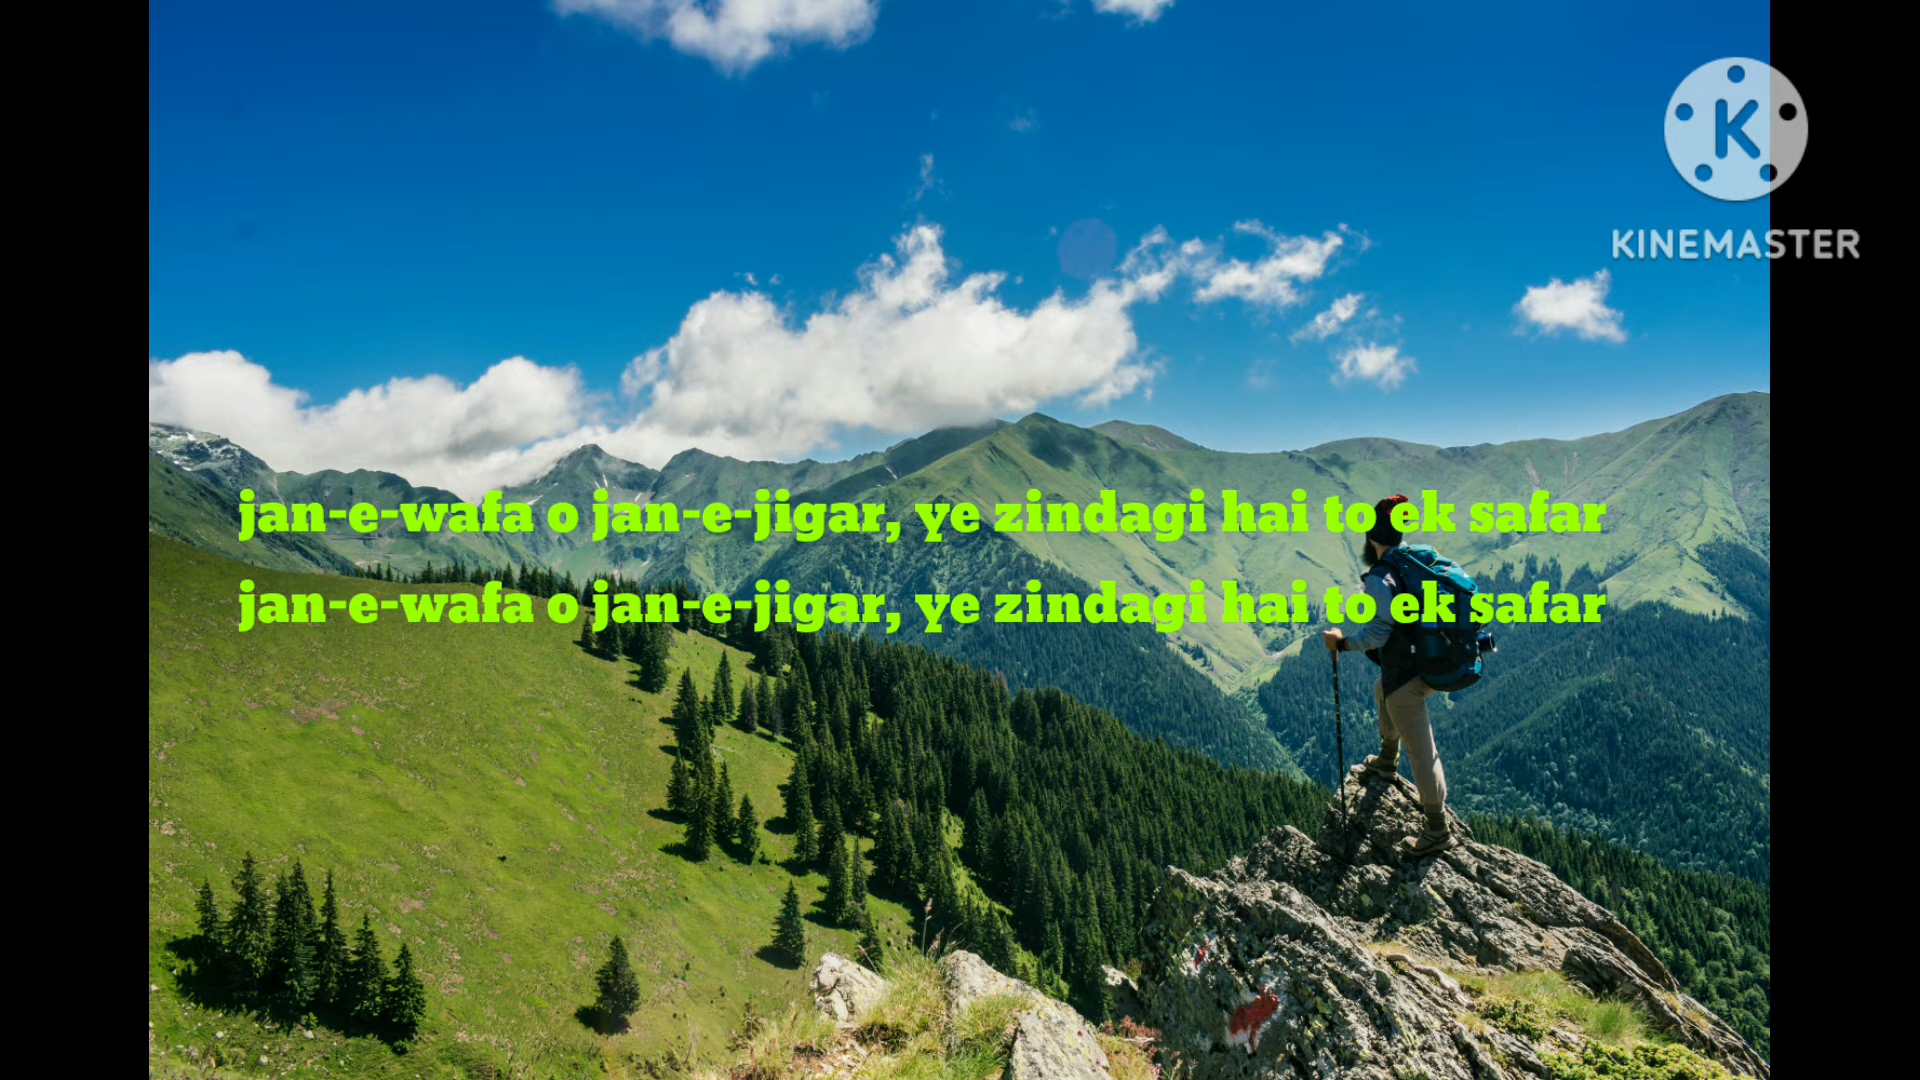 K
KINEMASTER
jan-e-wafa o jan-e-jigar, ye zindagi hai to ek safar
jan-e-wafa o jan-e-jigar, ye zindagi hai to ek safar